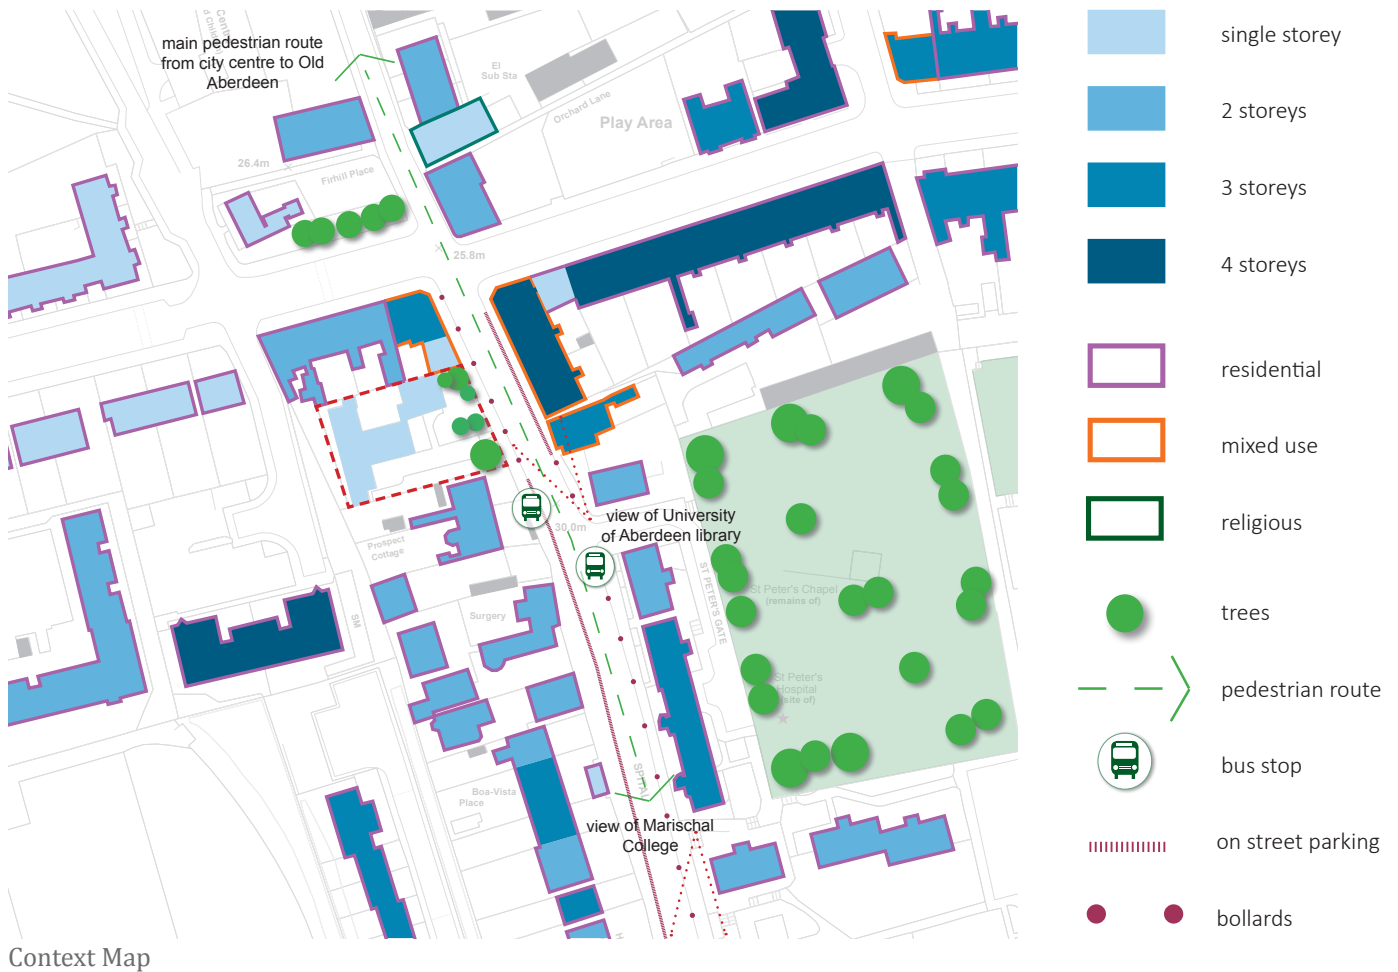 main pedestrian route
from city centre to Old
Aberdeen
El
Sub Sta
Orchard Lane
Play Area
26.4m
Firhill Place
25.8m
30.0m
view of University
of Aberdeen library
Prospect
Cottage
SM
Surgery
ST PETER'S GATE
St Peter's Chapel
(remains of)
St Peter's
Hospital
(site of)
SPITAL
Boa-Vista
Place
view of Marischal
College
single storey
2 storeys
3 storeys
4 storeys
residential
mixed use
religious
trees
pedestrian route
bus stop
on street parking
bollards
Context Map